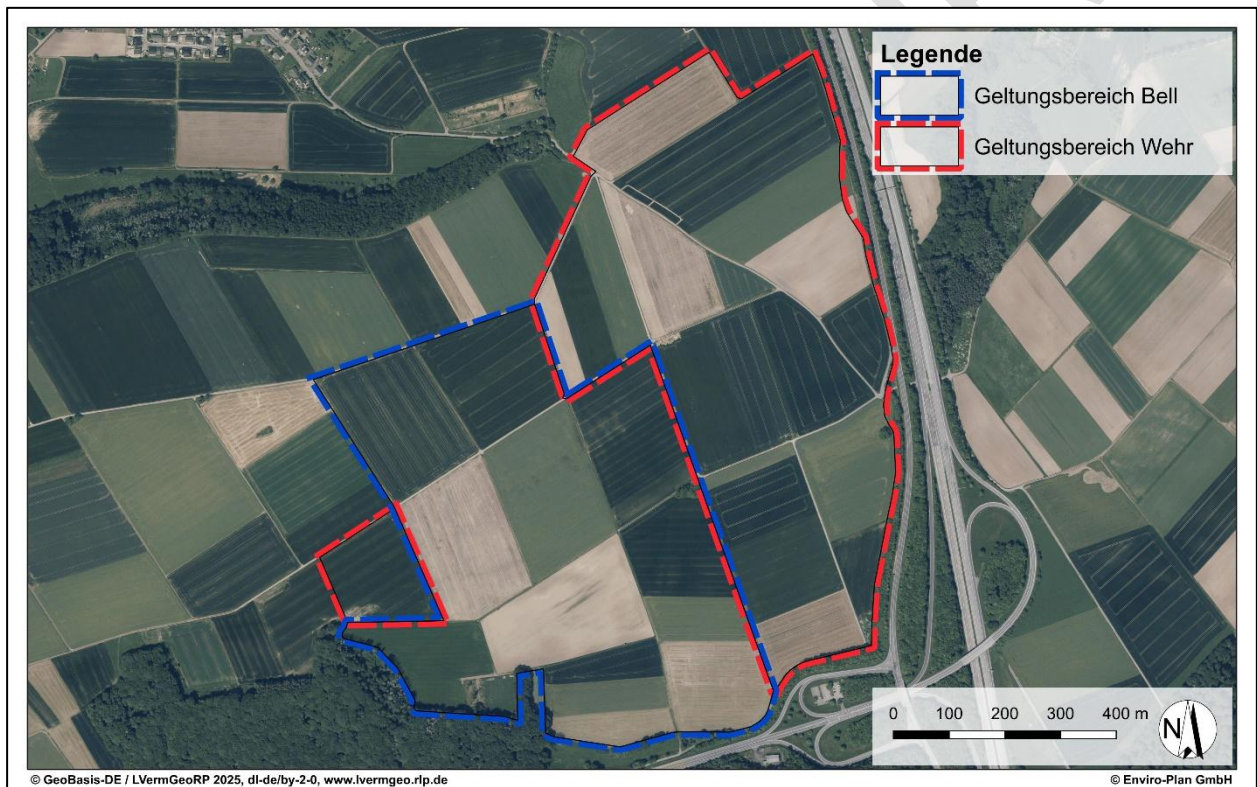 Legende
Geltungsbereich Bell
Geltungsbereich Wehr
0 100 200 300 400 m
N
© GeoBasis-DE / LVermGeoRP 2025, dl-de/by-2-0, www.lvermgeo.rlp.de
© Enviro-Plan GmbH